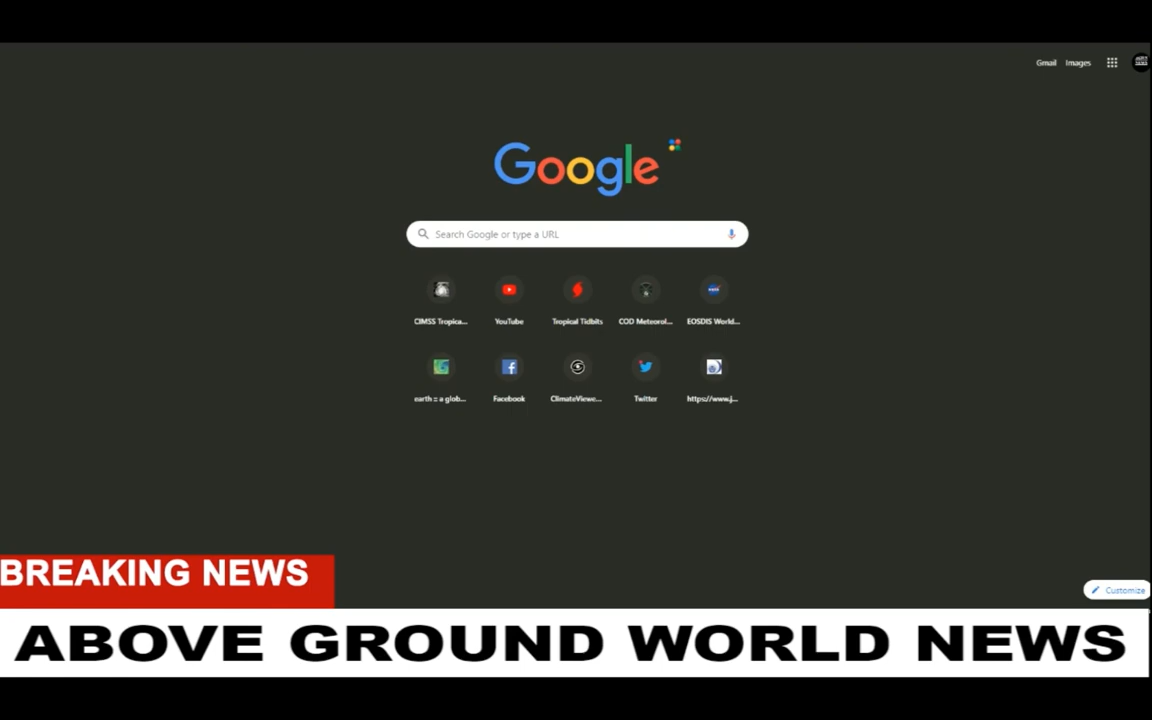 Gmail Images
Google
Search Google or type a URL
CIMSS Tropica... YouTube Tropical Tidbits COD Meteorol... EOSDIS World...
earth :: a glob... Facebook ClimateViewe... Twitter https://www.j...
BREAKING NEWS
Customize
ABOVE GROUND WORLD NEWS